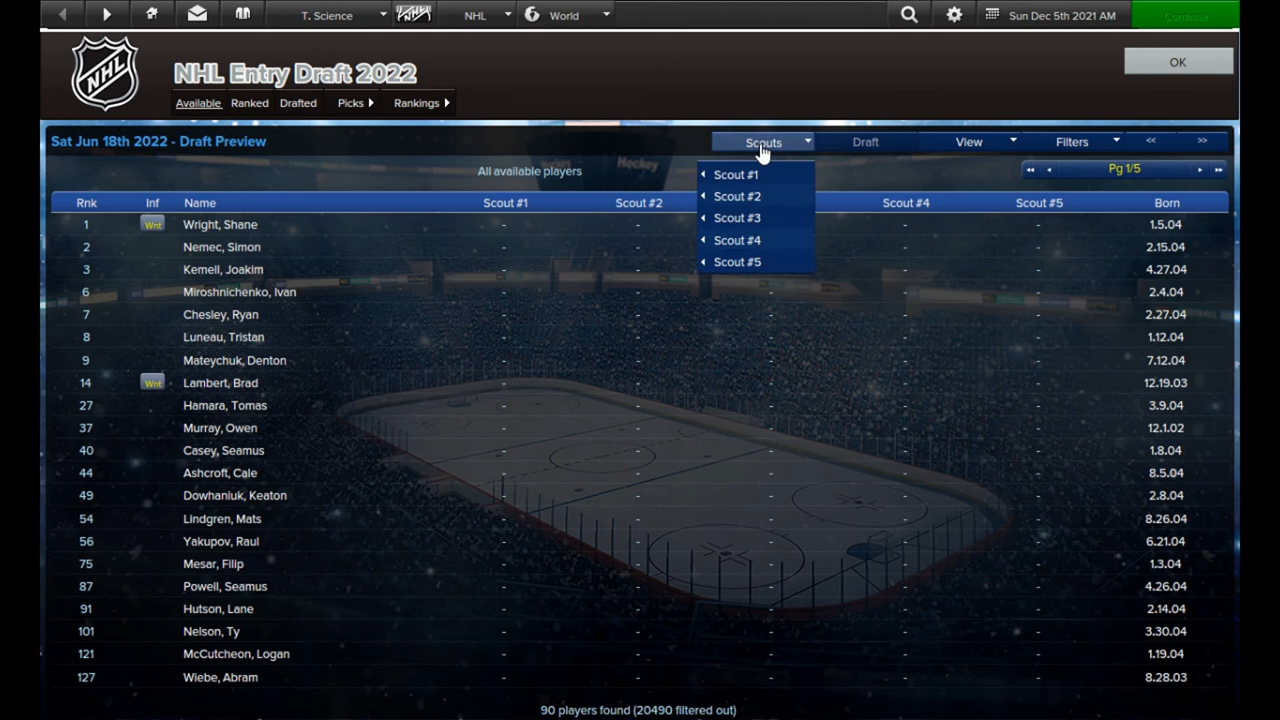 T. Science NHL World Sun Dec 5th 2021 AM Continue
NHL
NHL Entry Draft 2022
OK
Available Ranked Drafted Picks Rankings
Sat Jun 18th 2022 - Draft Preview Scouts Draft View Filters << >>
All available players
Pg 1/5
Scout #1
Scout #2
Scout #3
Scout #4
Scout #5
Rnk Inf Name Scout #1 Scout #2 Scout #4 Scout #5 Born
1 Wnt Wright, Shane - - - - - 1.5.04
2 Nemec, Simon - - - - 2.15.04
3 Kemell, Joakim - - - - 4.27.04
6 Miroshnichenko, Ivan - - - - - 2.4.04
7 Chesley, Ryan - - - - - 2.27.04
8 Luneau, Tristan - - - - - 1.12.04
9 Mateychuk, Denton - - - - - 7.12.04
14 Wnt Lambert, Brad - - - - - 12.19.03
27 Hamara, Tomas - - - - - 3.9.04
37 Murray, Owen - - - - - 12.1.02
40 Casey, Seamus - - - - - 1.8.04
44 Ashcroft, Cale - - - - - 8.5.04
49 Dowhaniuk, Keaton - - - - - 2.8.04
54 Lindgren, Mats - - - - - 8.26.04
56 Yakupov, Raul - - - - - 6.21.04
75 Mesar, Filip - - - - - 1.3.04
87 Powell, Seamus - - - - - 4.26.04
91 Hutson, Lane - - - - - 2.14.04
101 Nelson, Ty - - - - - 3.30.04
121 McCutcheon, Logan - - - - - 1.19.04
127 Wiebe, Abram - - - - - 8.28.03
90 players found (20490 filtered out)